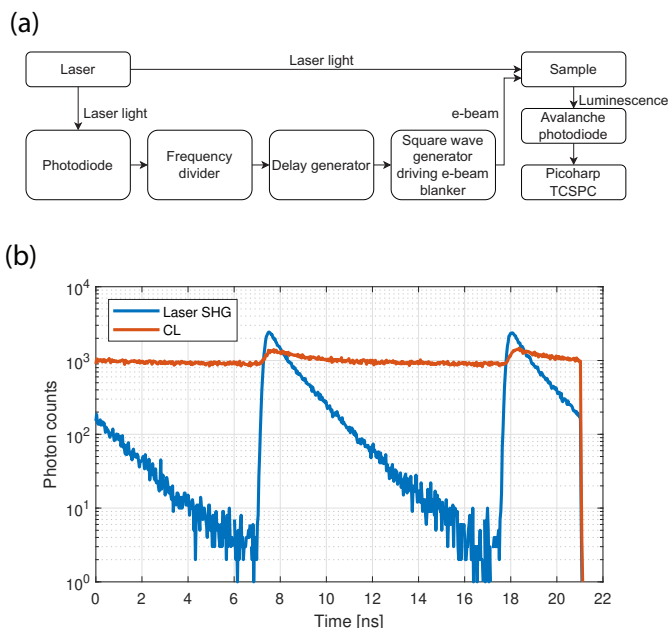 (a)
Laser
Laser light
Sample
Laser light
e-beam
Luminescence
Photodiode
Frequency
divider
Delay generator
Square wave
generator
driving e-beam
blanker
Avalanche
photodiode
Picoharp
TCSPC
(b)
Laser SHG
CL
Photon counts
10^4
10^3
10^2
10^1
10^0
0 2 4 6 8 10 12 14 16 18 20 22
Time [ns]